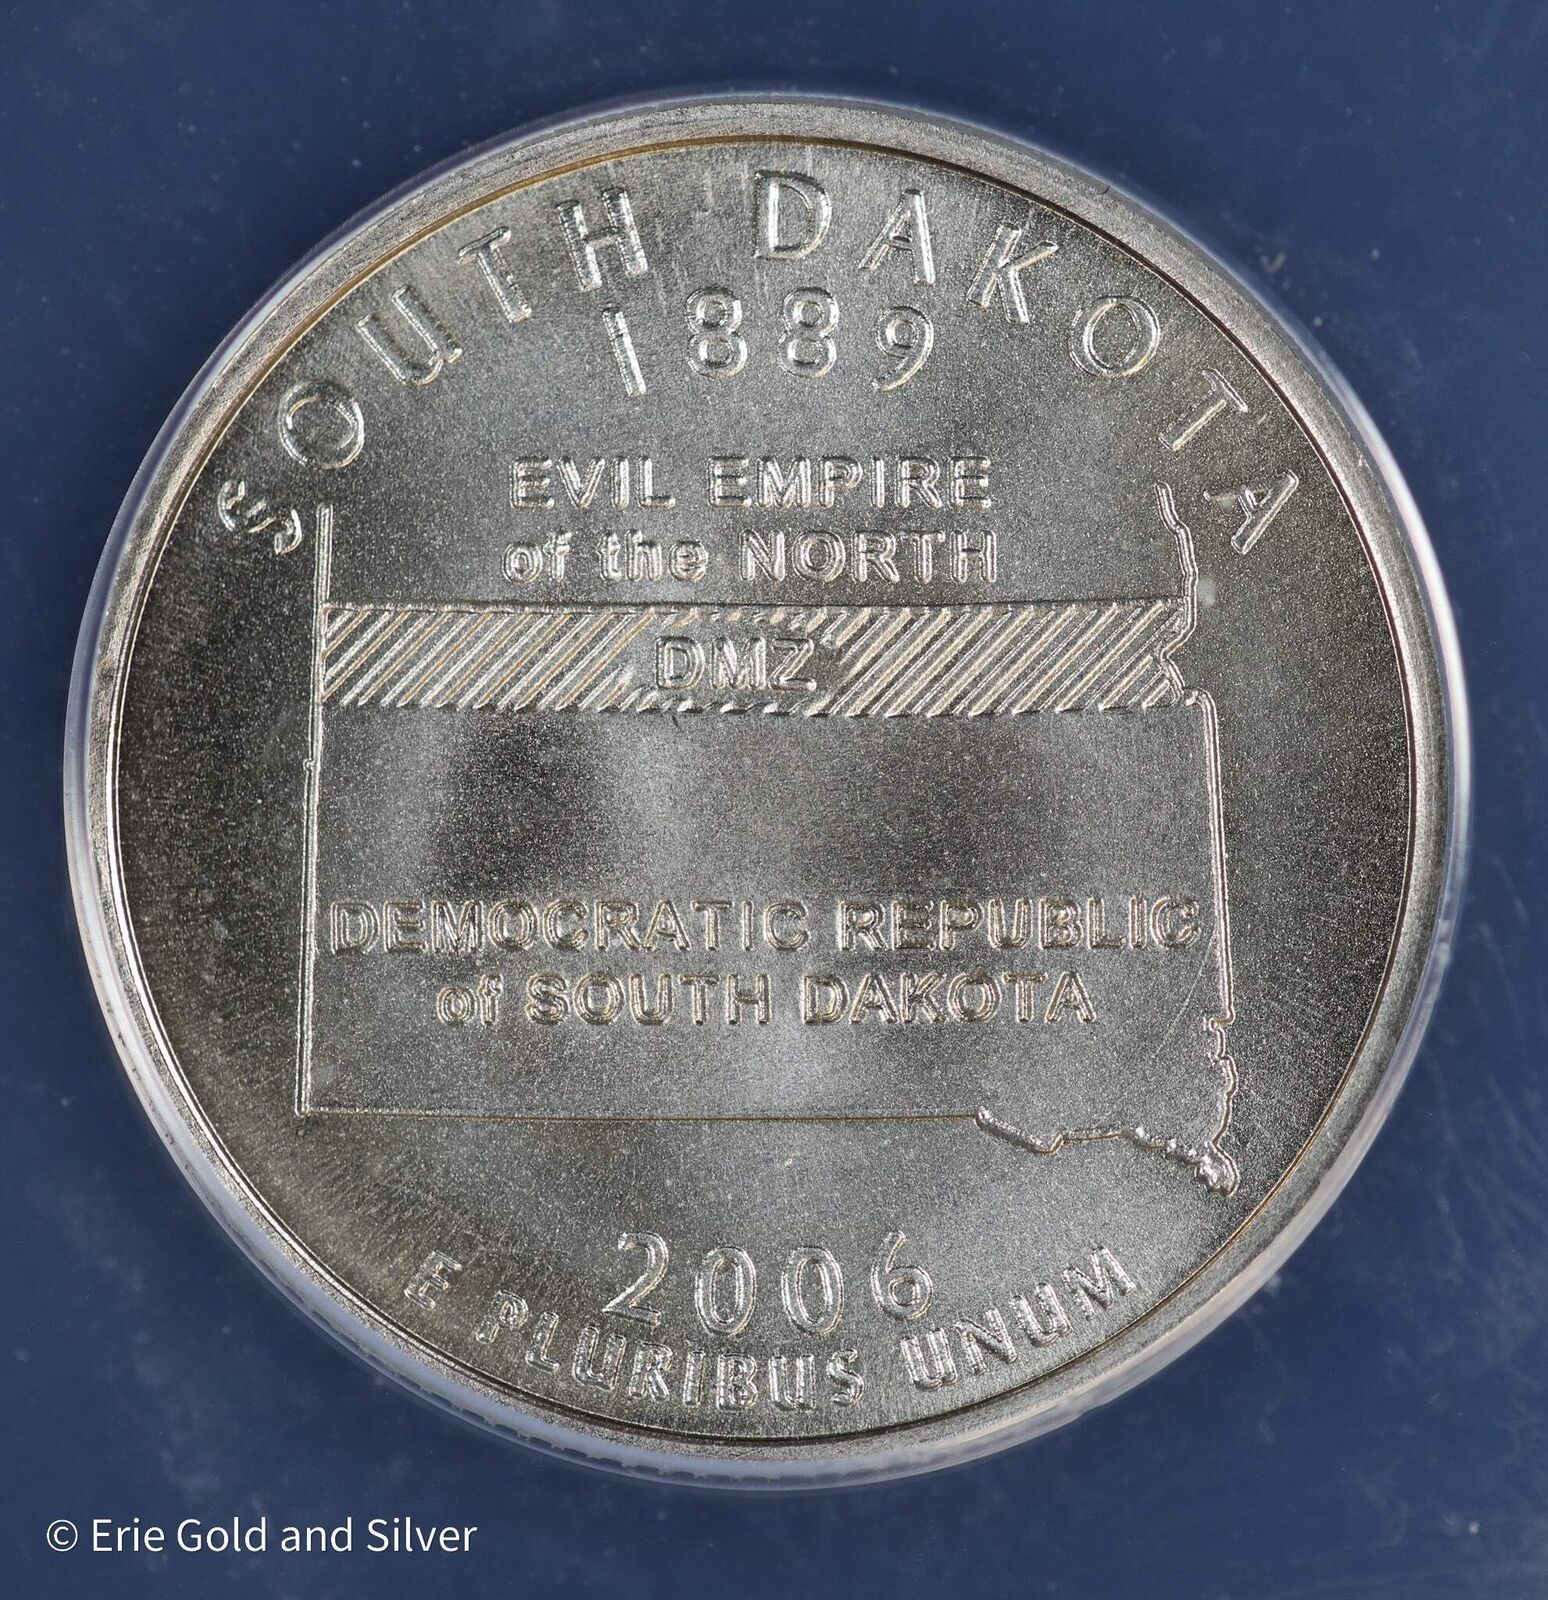 SOUTH DAKOTA
1889
EVIL EMPIRE
of the NORTH
DMZ
DEMOCRATIC REPUBLIC
of SOUTH DAKOTA
2006
E PLURIBUS UNUM
© Erie Gold and Silver